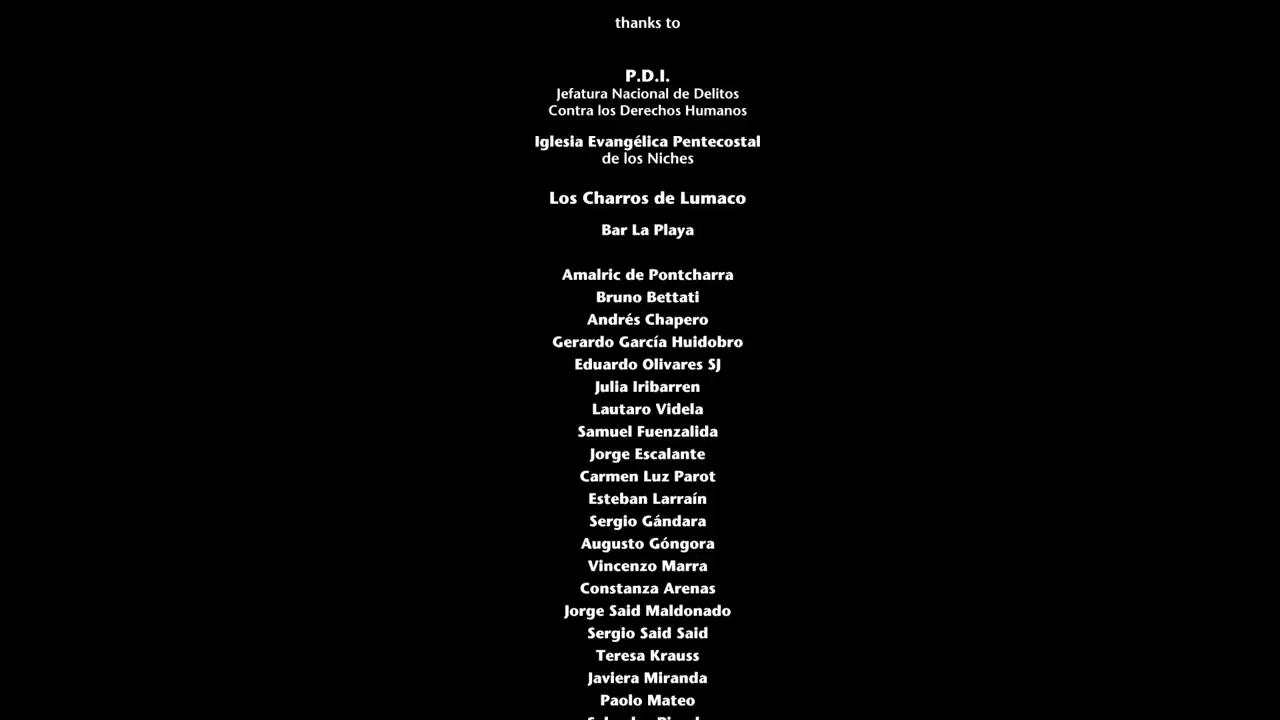 thanks to
P.D.I.
Jefatura Nacional de Delitos
Contra los Derechos Humanos
Iglesia Evangélica Pentecostal
de los Niches
Los Charros de Lumaco
Bar La Playa
Amalric de Pontcharra
Bruno Bettati
Andrés Chapero
Gerardo García Huidobro
Eduardo Olivares SJ
Julia Iribarren
Lautaro Videla
Samuel Fuenzalida
Jorge Escalante
Carmen Luz Parot
Esteban Larraín
Sergio Gándara
Augusto Góngora
Vincenzo Marra
Constanza Arenas
Jorge Said Maldonado
Sergio Said Said
Teresa Krauss
Javiera Miranda
Paolo Mateo